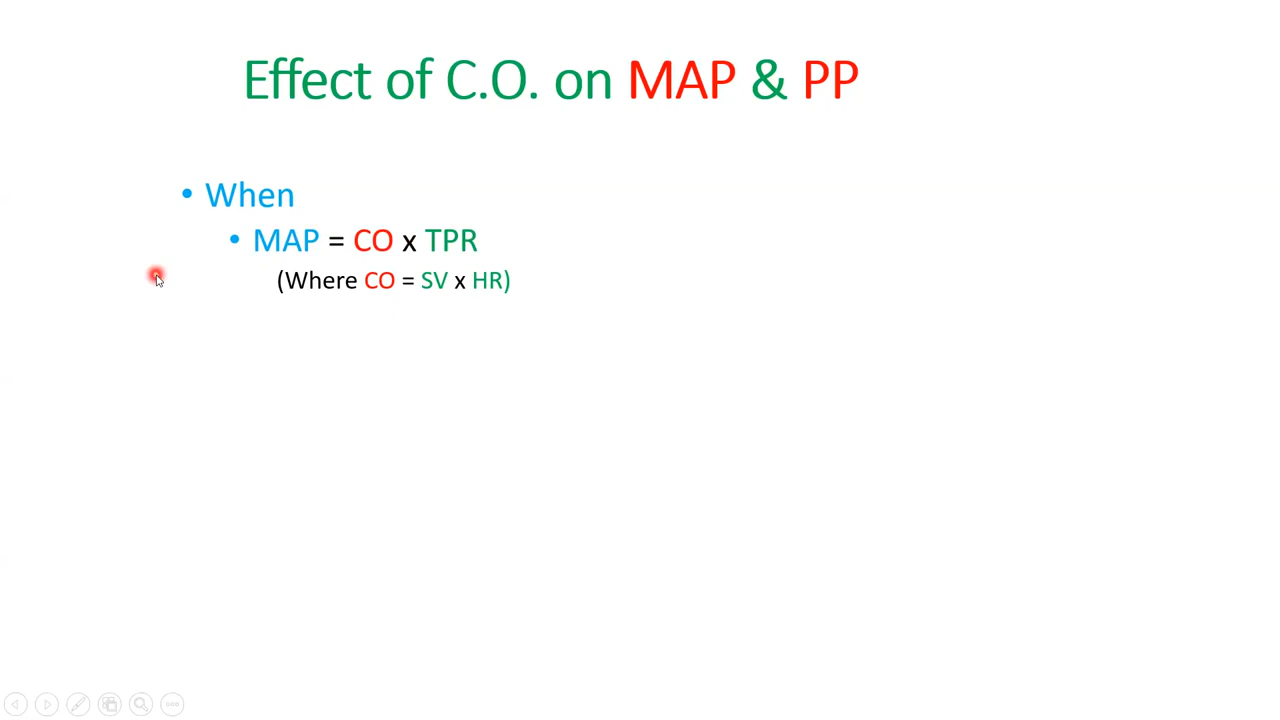 Effect of C.O. on MAP & PP
• When
• MAP = CO x TPR
(Where CO = SV x HR)